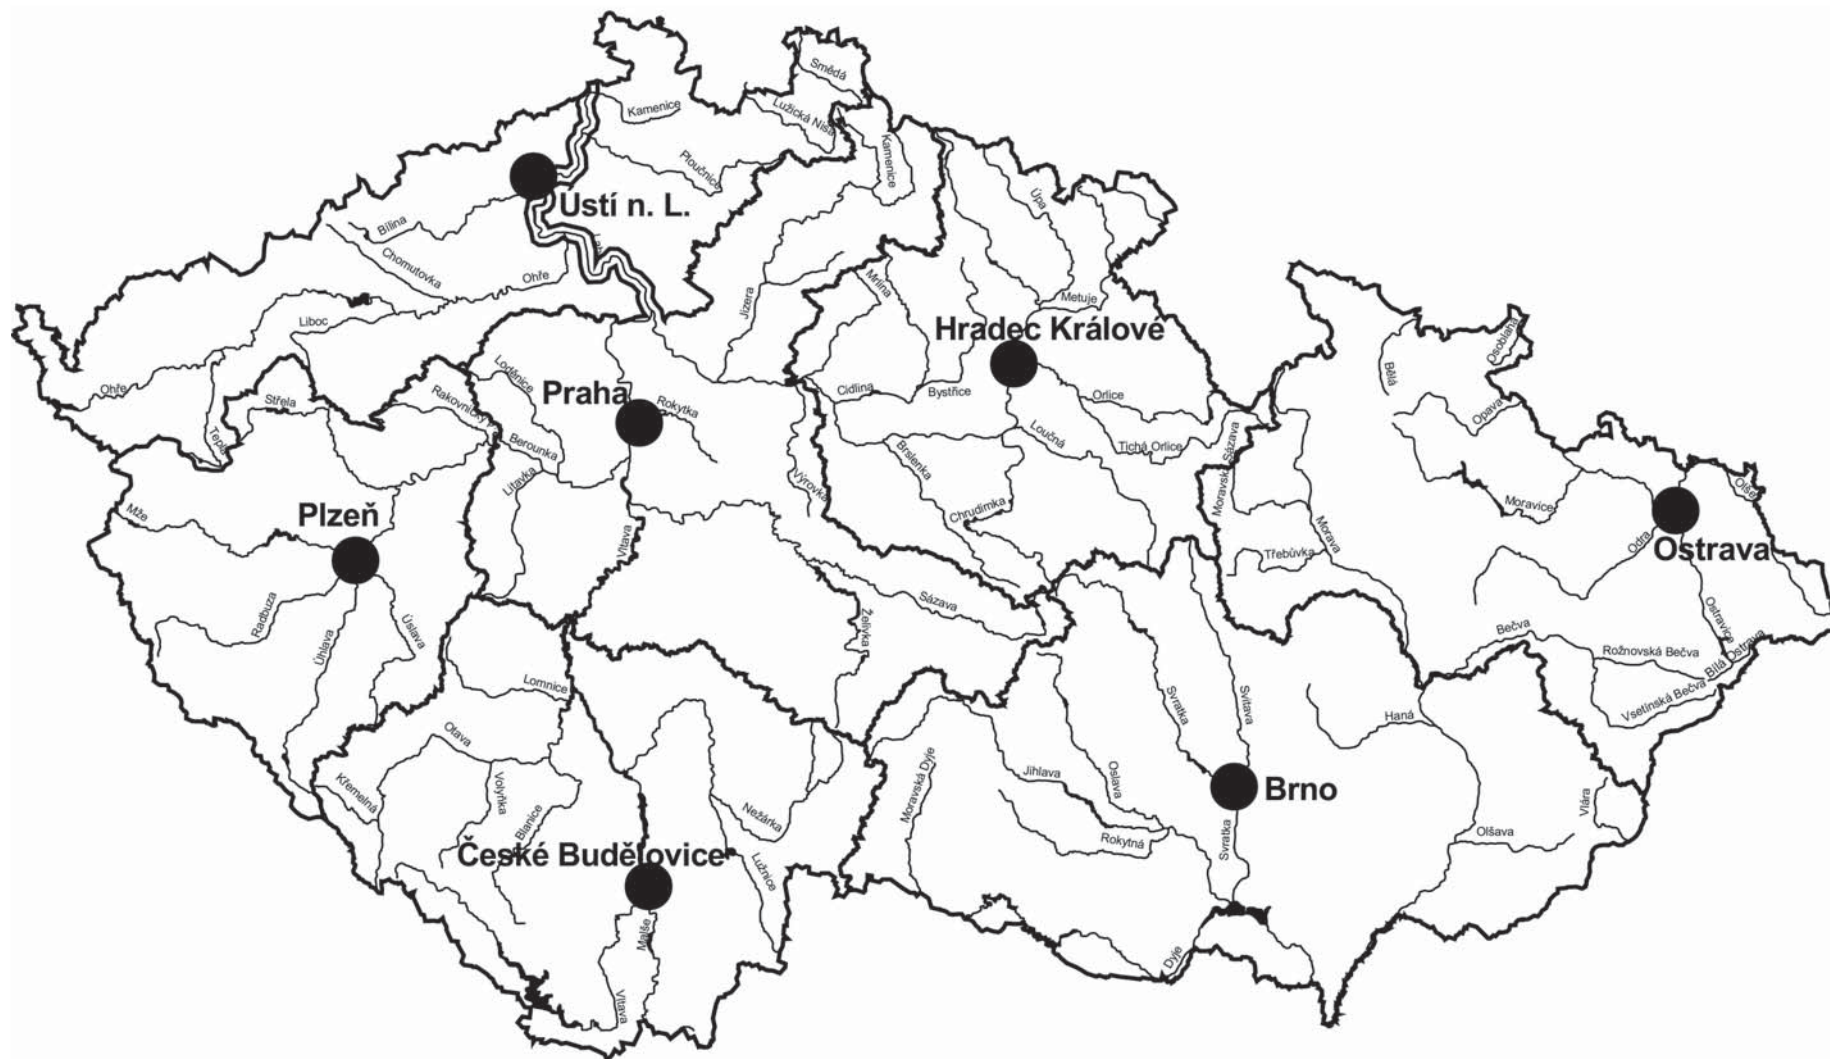 Smědá
Kamenice
Lužická Nisa
Kamenice
Ploučnice
Úpa
Ústí n. L.
Bílina
Chomutovka
Ohře
Mrlina
Metuje
Jizera
Liboc
Hradec Králové
Osoblaha
Bělá
Loděnice
Ohře
Střela
Praha
Rokytka
Cidlina
Bystřice
Orlice
Opava
Rakovnický
Teplá
Berounka
Loučná
Tichá Orlice
Moravská Sázava
Litavka
Výrovka
Brslenka
Olše
Mže
Plzeň
Chrudimka
Moravice
Vltava
Morava
Odra
Ostrava
Třebůvka
Radbuza
Úhlava
Úslava
Sázava
Želivka
Ostravice
Bečva
Rožnovská Bečva
Bílá Ostrava
Lomnice
Svratka
Svitava
Vsetínská Bečva
Haná
Otava
Křemelná
Volyňka
Blanice
Nežárka
Moravská Dyje
Jihlava
Oslava
Brno
Vlára
Rokytná
Svratka
Olšava
České Budějovice
Lužnice
Malše
Dyje
Vltava